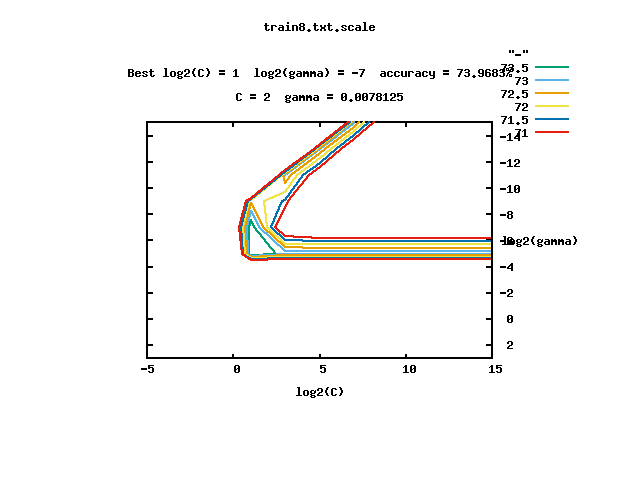 train8.txt.scale
"-"
Best log2(C) = 1  log2(gamma) = -7  accuracy = 73.9683%
73.5
73
C = 2  gamma = 0.0078125
72.5
72
71.5
71
-14
-12
-10
-8
-6
log2(gamma)
-4
-2
0
2
-5 0 5 10 15
log2(C)